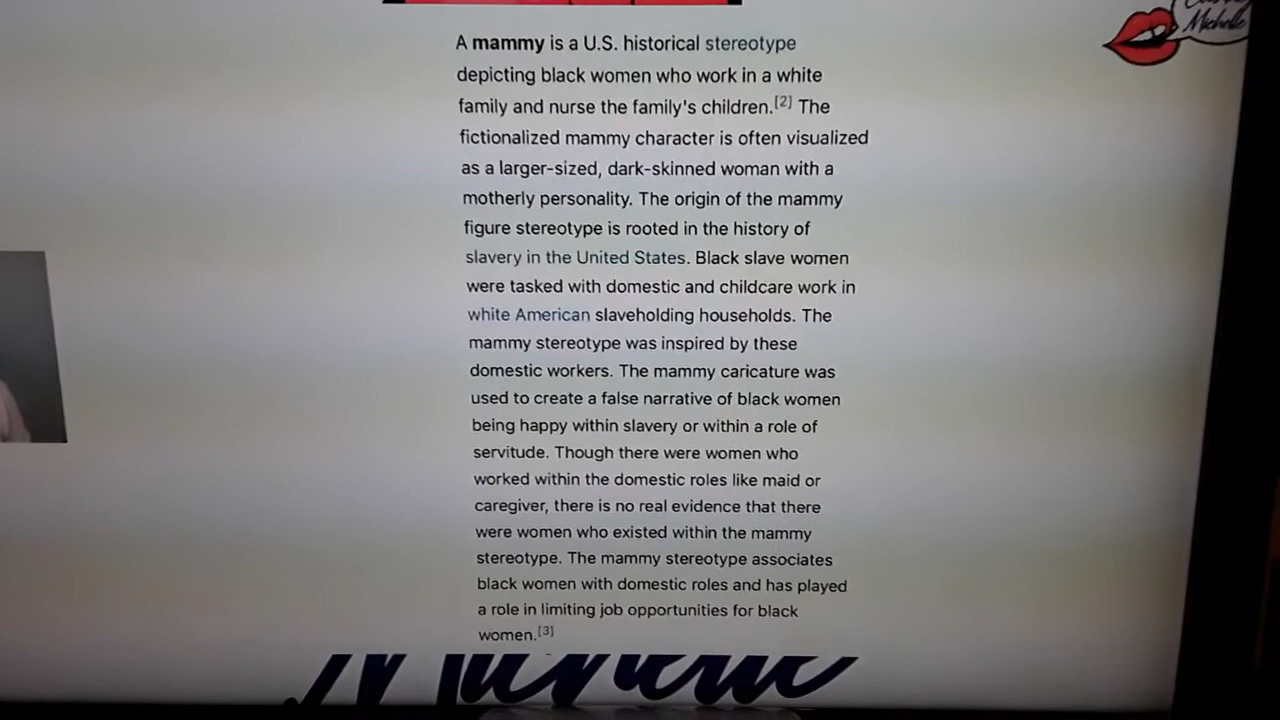 Michelle
A mammy is a U.S. historical stereotype
depicting black women who work in a white
family and nurse the family's children.[2] The
fictionalized mammy character is often visualized
as a larger-sized, dark-skinned woman with a
motherly personality. The origin of the mammy
figure stereotype is rooted in the history of
slavery in the United States. Black slave women
were tasked with domestic and childcare work in
white American slaveholding households. The
mammy stereotype was inspired by these
domestic workers. The mammy caricature was
used to create a false narrative of black women
being happy within slavery or within a role of
servitude. Though there were women who
worked within the domestic roles like maid or
caregiver, there is no real evidence that there
were women who existed within the mammy
stereotype. The mammy stereotype associates
black women with domestic roles and has played
a role in limiting job opportunities for black
women.[3]